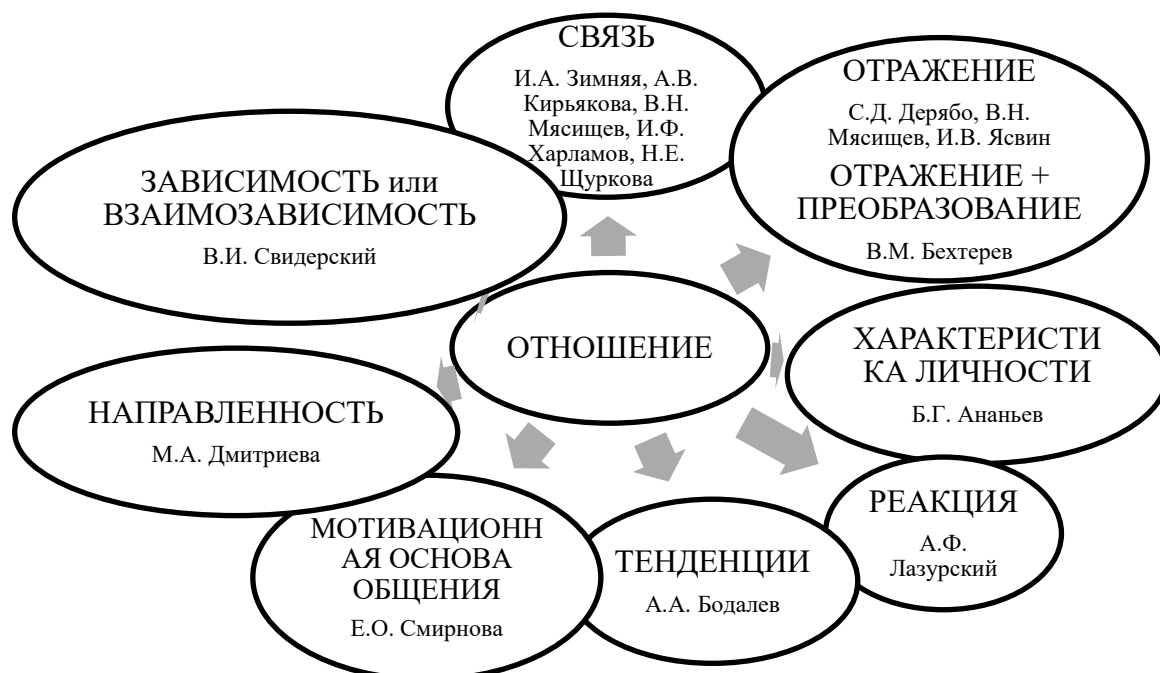 СВЯЗЬ
И.А. Зимняя, А.В.
Кирьякова, В.Н.
Мясищев, И.Ф.
Харламов, Н.Е.
Щуркова
ОТРАЖЕНИЕ
С.Д. Дерябо, В.Н.
Мясищев, И.В. Ясвин
ОТРАЖЕНИЕ +
ПРЕОБРАЗОВАНИЕ
В.М. Бехтерев
ЗАВИСИМОСТЬ или
ВЗАИМОЗАВИСИМОСТЬ
В.И. Свидерский
ОТНОШЕНИЕ
ХАРАКТЕРИСТИ
КА ЛИЧНОСТИ
Б.Г. Ананьев
НАПРАВЛЕННОСТЬ
М.А. Дмитриева
РЕАКЦИЯ
А.Ф.
Лазурский
МОТИВАЦИОНН
АЯ ОСНОВА
ОБЩЕНИЯ
Е.О. Смирнова
ТЕНДЕНЦИИ
А.А. Бодалев